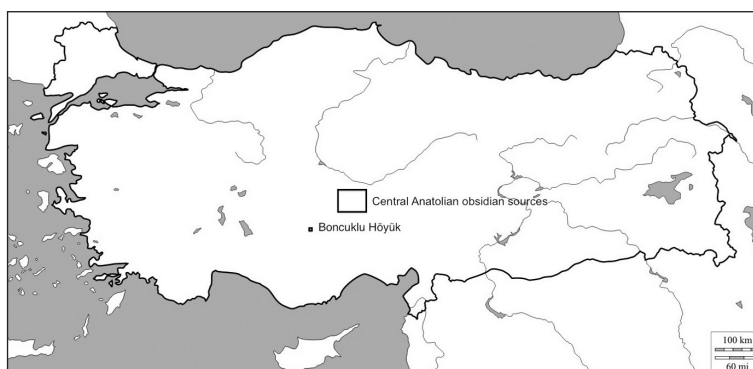 Central Anatolian obsidian sources
Boncuklu Höyük
100 km
60 mi